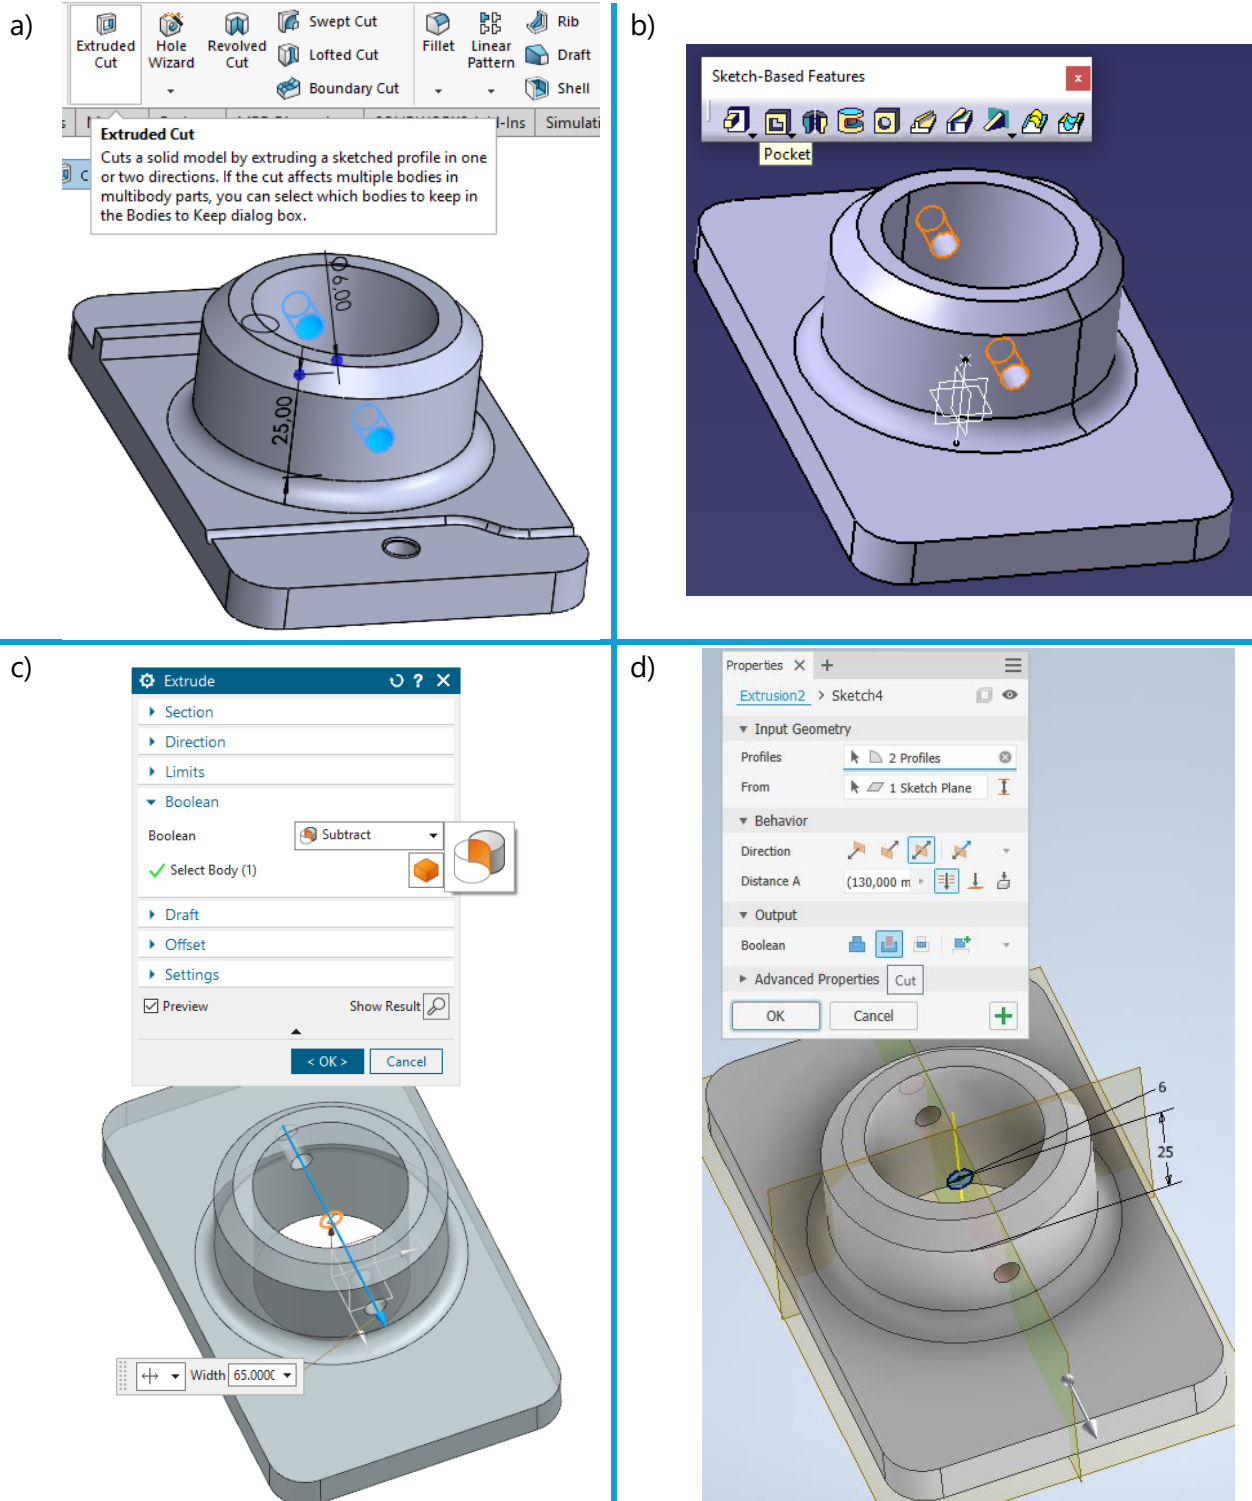 a)
Extruded Cut
Hole Wizard
Revolved Cut
Swept Cut
Lofted Cut
Boundary Cut
Fillet
Linear Pattern
Rib
Draft
Shell
Simulati
Extruded Cut
Cuts a solid model by extruding a sketched profile in one
or two directions. If the cut affects multiple bodies in
multibody parts, you can select which bodies to keep in
the Bodies to Keep dialog box.
25,00
b)
Sketch-Based Features
x
Pocket
c)
Extrude
Section
Direction
Limits
Boolean
Boolean
Subtract
Select Body (1)
Draft
Offset
Settings
Preview
Show Result
< OK >
Cancel
Width
d)
Properties
Extrusion2 > Sketch4
Input Geometry
Profiles
2 Profiles
From
1 Sketch Plane
Behavior
Direction
Distance A
(130,000 m
Output
Boolean
Advanced Properties
Cut
OK
Cancel
6
25